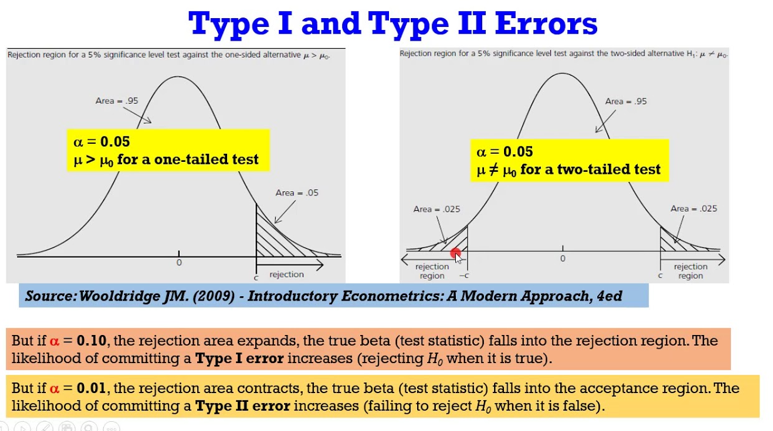 Type I and Type II Errors
Rejection region for a 5% significance level test against the one-sided alternative μ > μ₀.
Area = .95
α = 0.05
μ > μ₀ for a one-tailed test
Area = .05
0
c
rejection
Rejection region for a 5% significance level test against the two-sided alternative H₁: μ ≠ μ₀.
Area = .95
α = 0.05
μ ≠ μ₀ for a two-tailed test
Area = .025
Area = .025
0
rejection
region
−c
c
rejection
region
Source: Wooldridge JM. (2009) - Introductory Econometrics: A Modern Approach, 4ed
But if α = 0.10, the rejection area expands, the true beta (test statistic) falls into the rejection region. The
likelihood of committing a Type I error increases (rejecting H₀ when it is true).
But if α = 0.01, the rejection area contracts, the true beta (test statistic) falls into the acceptance region. The
likelihood of committing a Type II error increases (failing to reject H₀ when it is false).